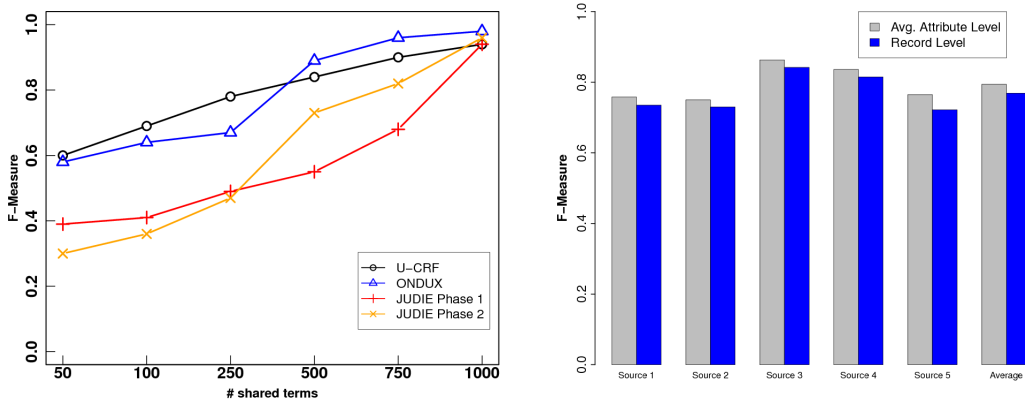 F−Measure
1.0
0.8
0.6
0.4
0.2
0.0
U−CRF
ONDUX
JUDIE Phase 1
JUDIE Phase 2
50 100 250 500 750 1000
# shared terms
F−Measure
1.0
0.8
0.6
0.4
0.2
0.0
Avg. Attribute Level
Record Level
Source 1 Source 2 Source 3 Source 4 Source 5 Average